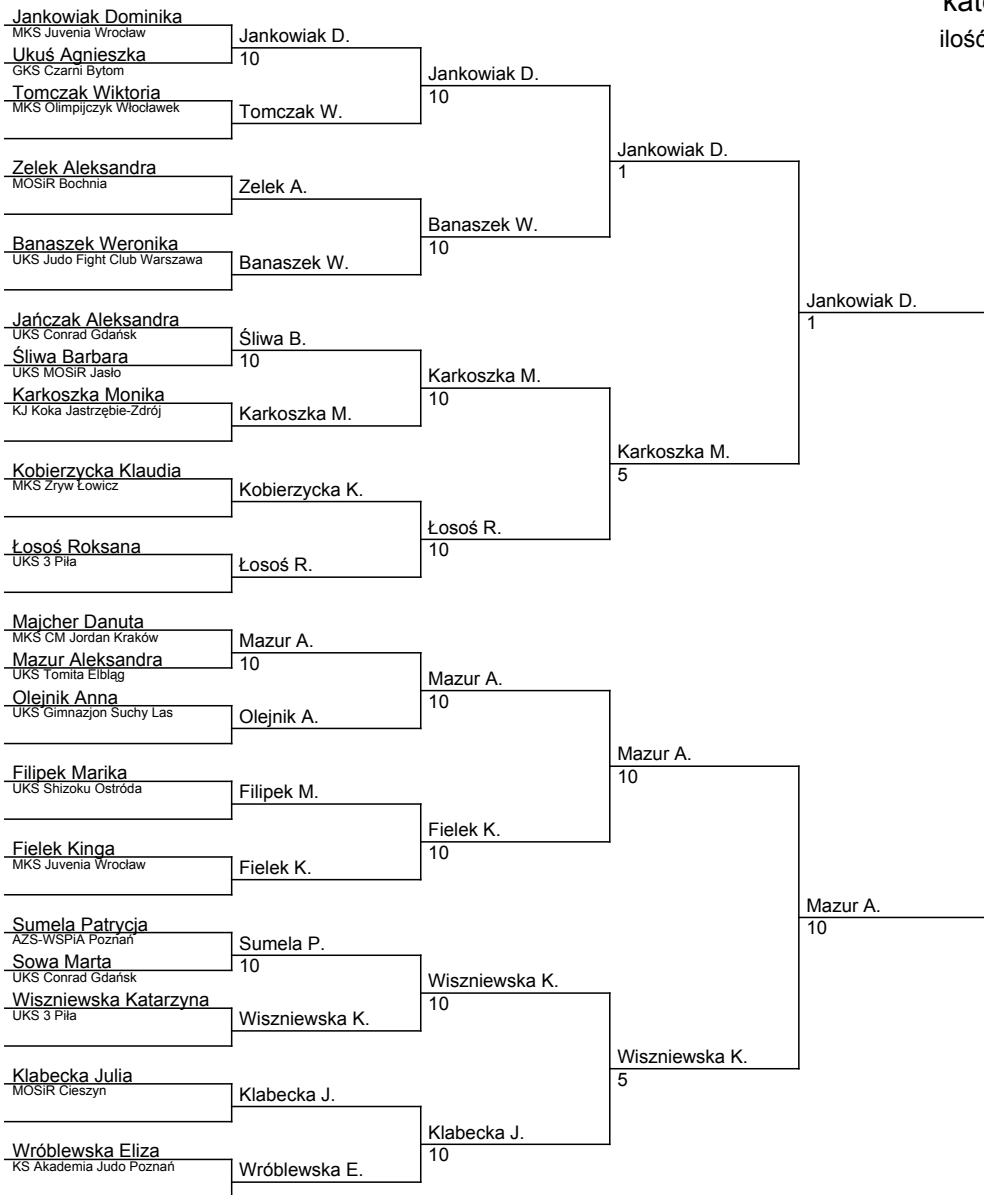 kate
ilość
Jankowiak Dominika
MKS Juvenia Wrocław
Ukuś Agnieszka
GKS Czarni Bytom
Tomczak Wiktoria
MKS Olimpijczyk Włocławek
Zelek Aleksandra
MOSiR Bochnia
Banaszek Weronika
UKS Judo Fight Club Warszawa
Jańczak Aleksandra
UKS Conrad Gdańsk
Śliwa Barbara
UKS MOSiR Jasło
Karkoszka Monika
KJ Koka Jastrzębie-Zdrój
Kobierzycka Klaudia
MKS Zryw Łowicz
Łosoś Roksana
UKS 3 Piła
Majcher Danuta
MKS CM Jordan Kraków
Mazur Aleksandra
UKS Tomita Elbląg
Olejnik Anna
UKS Gimnazjon Suchy Las
Filipek Marika
UKS Shizoku Ostróda
Fielek Kinga
MKS Juvenia Wrocław
Sumela Patrycja
AZS-WSPiA Poznań
Sowa Marta
UKS Conrad Gdańsk
Wiszniewska Katarzyna
UKS 3 Piła
Klabecka Julia
MOSiR Cieszyn
Wróblewska Eliza
KS Akademia Judo Poznań
Jankowiak D.
10
Tomczak W.
Zelek A.
Banaszek W.
Śliwa B.
10
Karkoszka M.
Kobierzycka K.
Łosoś R.
Mazur A.
10
Olejnik A.
Filipek M.
Fielek K.
Sumela P.
10
Wiszniewska K.
Klabecka J.
Wróblewska E.
Jankowiak D.
10
Banaszek W.
10
Karkoszka M.
10
Łosoś R.
10
Mazur A.
10
Fielek K.
10
Wiszniewska K.
10
Klabecka J.
10
Jankowiak D.
1
Karkoszka M.
5
Mazur A.
10
Wiszniewska K.
5
Jankowiak D.
1
Mazur A.
10